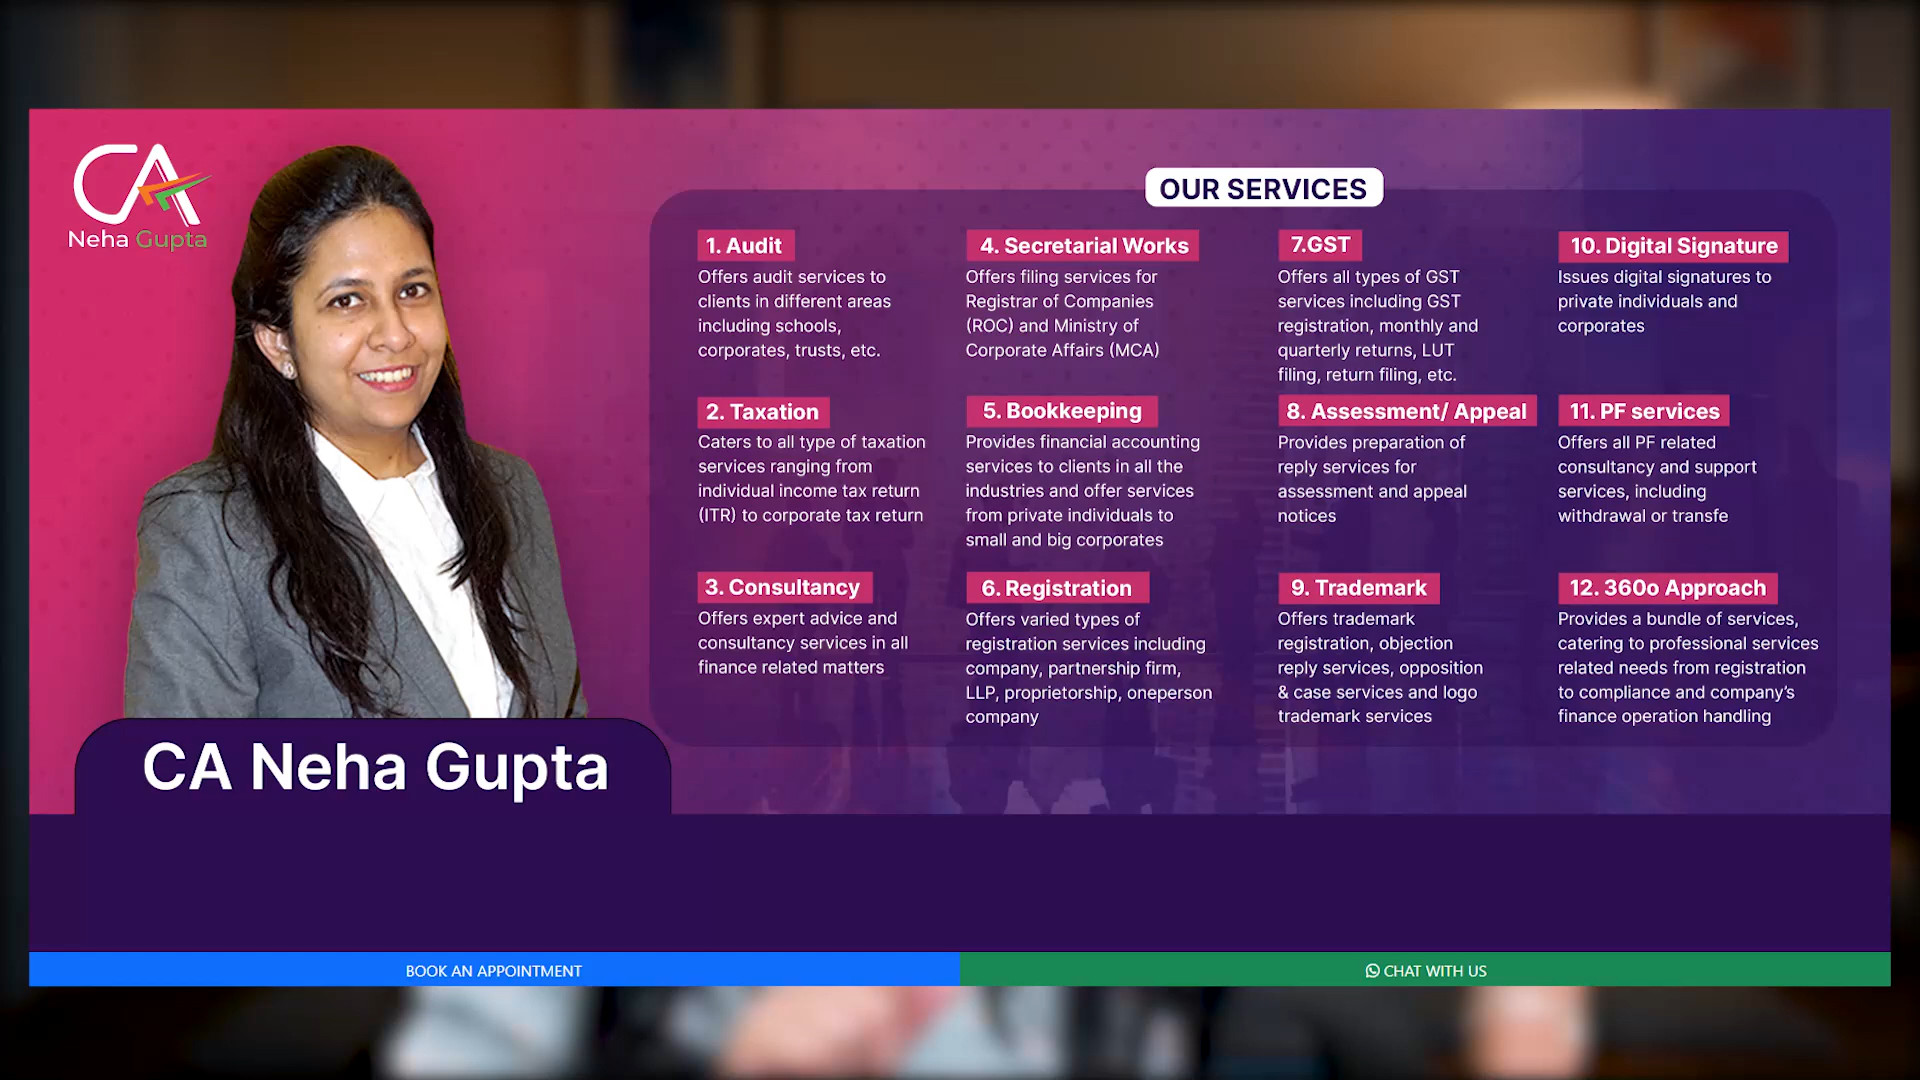 CA
Neha Gupta
CA Neha Gupta
OUR SERVICES
1. Audit
Offers audit services to
clients in different areas
including schools,
corporates, trusts, etc.
2. Taxation
Caters to all type of taxation
services ranging from
individual income tax return
(ITR) to corporate tax return
3. Consultancy
Offers expert advice and
consultancy services in all
finance related matters
4. Secretarial Works
Offers filing services for
Registrar of Companies
(ROC) and Ministry of
Corporate Affairs (MCA)
5. Bookkeeping
Provides financial accounting
services to clients in all the
industries and offer services
from private individuals to
small and big corporates
6. Registration
Offers varied types of
registration services including
company, partnership firm,
LLP, proprietorship, oneperson
company
7.GST
Offers all types of GST
services including GST
registration, monthly and
quarterly returns, LUT
filing, return filing, etc.
8. Assessment/ Appeal
Provides preparation of
reply services for
assessment and appeal
notices
9. Trademark
Offers trademark
registration, objection
reply services, opposition
& case services and logo
trademark services
10. Digital Signature
Issues digital signatures to
private individuals and
corporates
11. PF services
Offers all PF related
consultancy and support
services, including
withdrawal or transfe
12. 360o Approach
Provides a bundle of services,
catering to professional services
related needs from registration
to compliance and company's
finance operation handling
BOOK AN APPOINTMENT
CHAT WITH US